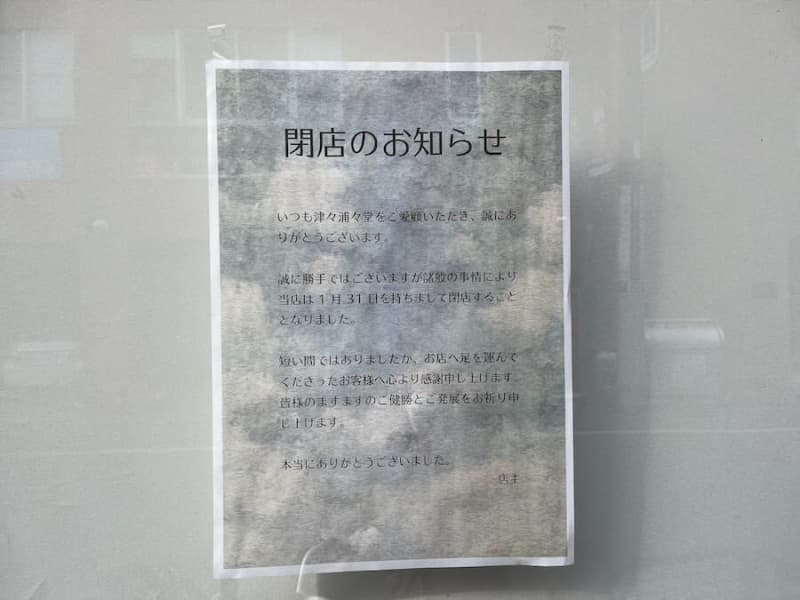 閉店のお知らせ
いつも津々浦々堂をご愛顧いただき、誠にあ
りがとうございます。
誠に勝手ではございますが諸般の事情により
当店は1月31日を持ちまして閉店すること
となりました。
短い間ではありましたが、お店へ足を運んで
くださったお客様へ心より感謝申し上げます。
皆様のますますのご健勝とご発展をお祈り申
し上げます。
本当にありがとうございました。
店主